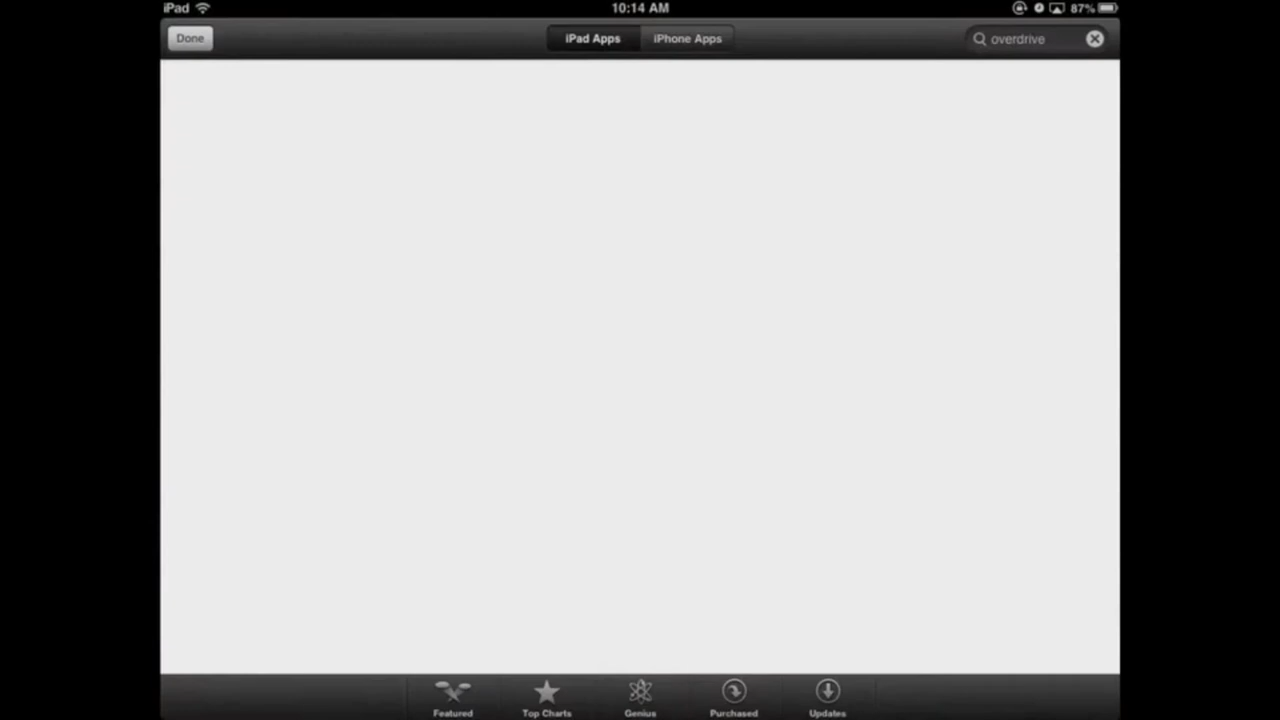 iPad 10:14 AM 87%
Done iPad Apps iPhone Apps overdrive
Featured Top Charts Genius Purchased Updates